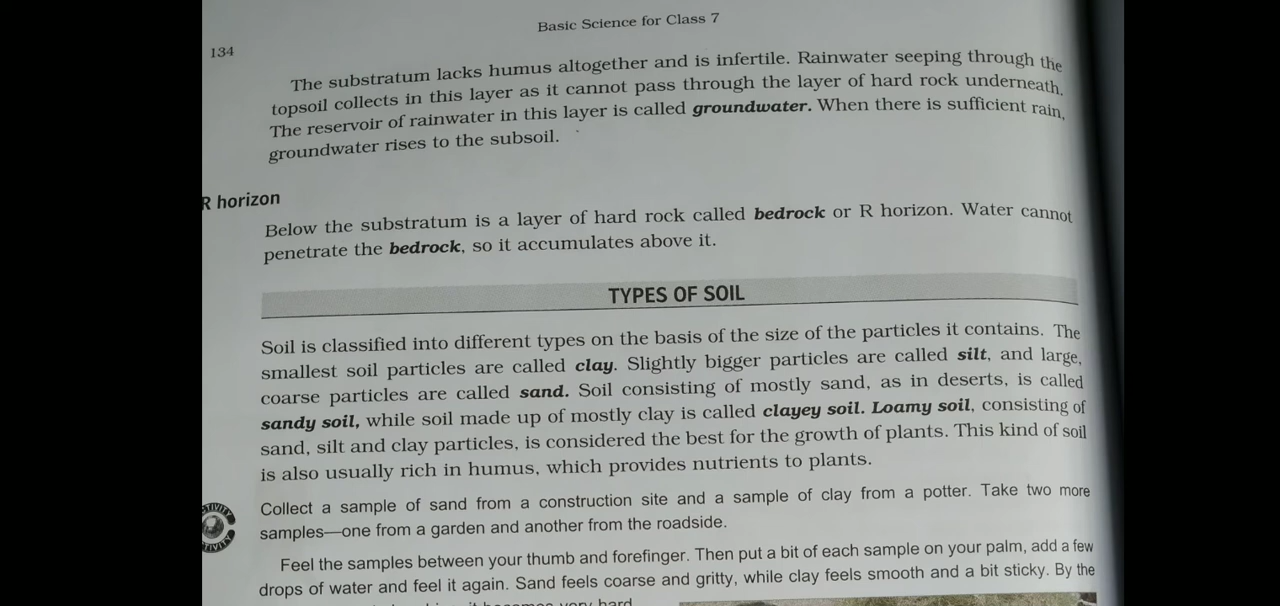 Basic Science for Class 7
134
The substratum lacks humus altogether and is infertile. Rainwater seeping through the
topsoil collects in this layer as it cannot pass through the layer of hard rock underneath.
The reservoir of rainwater in this layer is called groundwater. When there is sufficient rain,
groundwater rises to the subsoil.
R horizon
Below the substratum is a layer of hard rock called bedrock or R horizon. Water cannot
penetrate the bedrock, so it accumulates above it.
TYPES OF SOIL
Soil is classified into different types on the basis of the size of the particles it contains. The
smallest soil particles are called clay. Slightly bigger particles are called silt, and large,
coarse particles are called sand. Soil consisting of mostly sand, as in deserts, is called
sandy soil, while soil made up of mostly clay is called clayey soil. Loamy soil, consisting of
sand, silt and clay particles, is considered the best for the growth of plants. This kind of soil
is also usually rich in humus, which provides nutrients to plants.
Collect a sample of sand from a construction site and a sample of clay from a potter. Take two more
samples—one from a garden and another from the roadside.
Feel the samples between your thumb and forefinger. Then put a bit of each sample on your palm, add a few
drops of water and feel it again. Sand feels coarse and gritty, while clay feels smooth and a bit sticky. By the
it becomes very hard